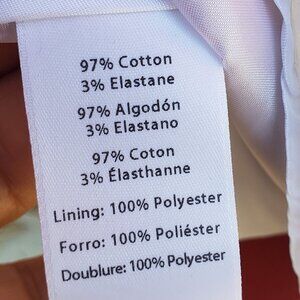 97% Cotton
3% Elastane
97% Algodón
3% Elastano
97% Coton
3% Élasthanne
Lining: 100% Polyester
Forro: 100% Poliéster
Doublure: 100% Polyester